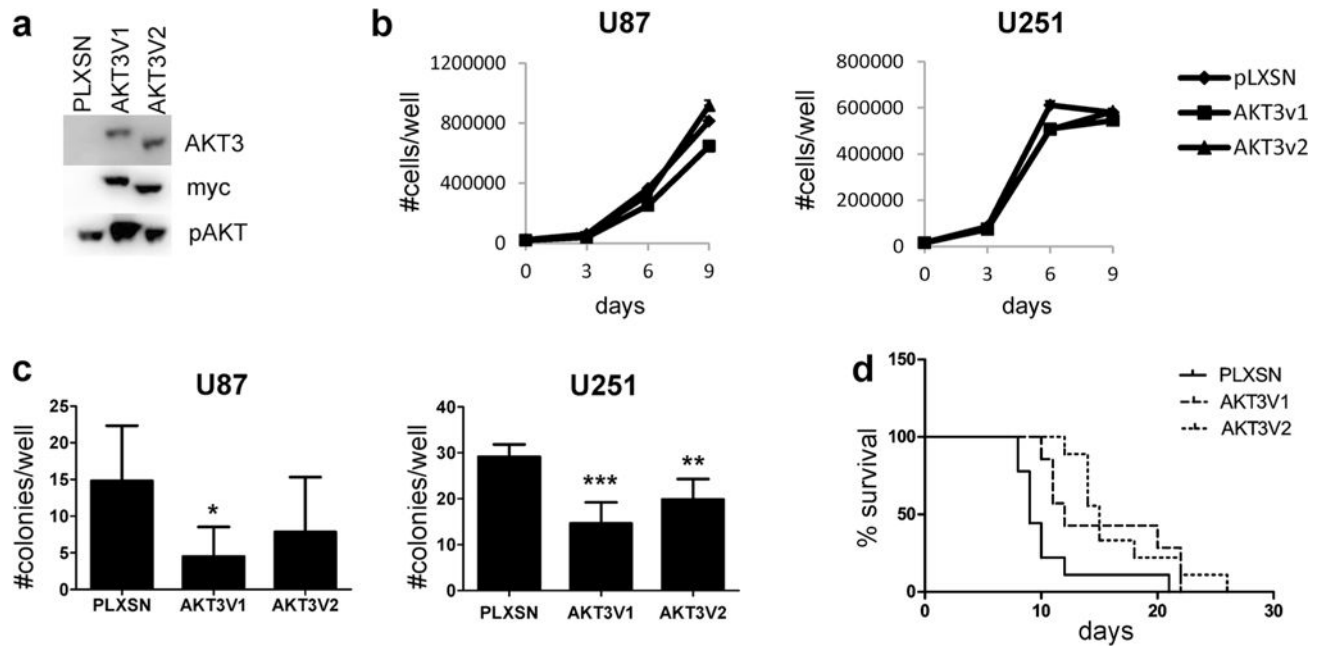 a
PLXSN
AKT3V1
AKT3V2
AKT3
myc
pAKT
b
U87
#cells/well
1200000
800000
400000
0
0 3 6 9
days
U251
#cells/well
800000
600000
400000
200000
0
0 3 6 9
days
pLXSN
AKT3v1
AKT3v2
c
U87
#colonies/well
25
20
15
10
5
0
*
PLXSN AKT3V1 AKT3V2
U251
#colonies/well
40
30
20
10
0
***
**
PLXSN AKT3V1 AKT3V2
d
% survival
150
100
50
0
0 10 20 30
days
PLXSN
AKT3V1
AKT3V2